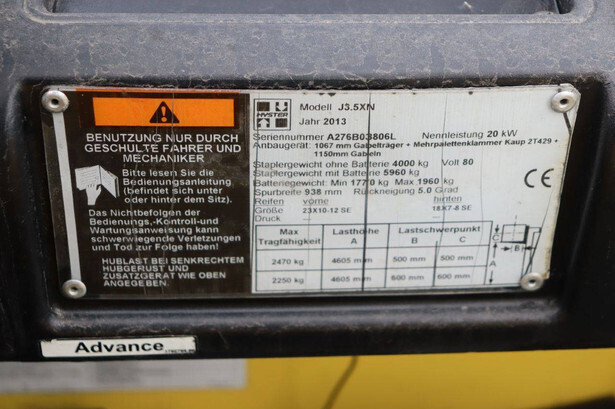 BENUTZUNG NUR DURCH
GESCHULTE FAHRER UND
MECHANIKER
Bitte lesen Sie die
Bedienungsanleitung
(befindet sich unter
oder hinter dem Sitz).
Das Nichtbefolgen der
Bedienungs,-Kontroll-und
Wartungsanweisung kann
schwerwiegende Verletzungen
und Tod zur Folge haben!
HUBLAST BEI SENKRECHTEM
HUBGERUST UND
ZUSATZGERÄT WIE OBEN
ANGEGEBEN.
HYSTER
Modell J3.5XN
Jahr 2013
Seriennummer A276B03806L Nennleistung 20 kW
Anbaugerät: 1067 mm Gabelträger + Mehrpalettenklammer Kaup 2T429 +
1150mm Gabeln
Staplergewicht ohne Batterie 4000 kg Volt 80
Staplergewicht mit Batterie 5960 kg
Batteriegewicht: Min 1770 kg Max 1960 kg
Spurbreite 938 mm Rückneigung 5.0 Grad
Reifen vorne hinten
Größe 23X10-12 SE 18X7-8 SE
Druck —
Max Tragfähigkeit Lasthöhe A Lastschwerpunkt B C
2470 kg 4605 mm 500 mm 500 mm
2250 kg 4605 mm 600 mm 600 mm
CE
C
B
A
Advance